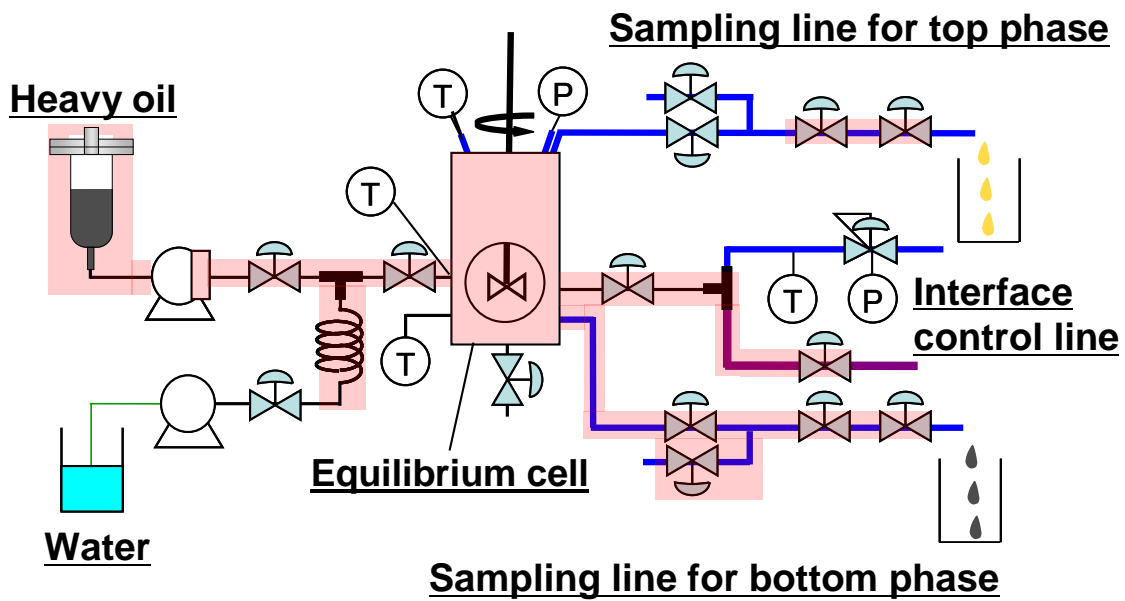 Sampling line for top phase
Heavy oil
T
P
T
T
P
Interface
control line
T
Equilibrium cell
Water
Sampling line for bottom phase